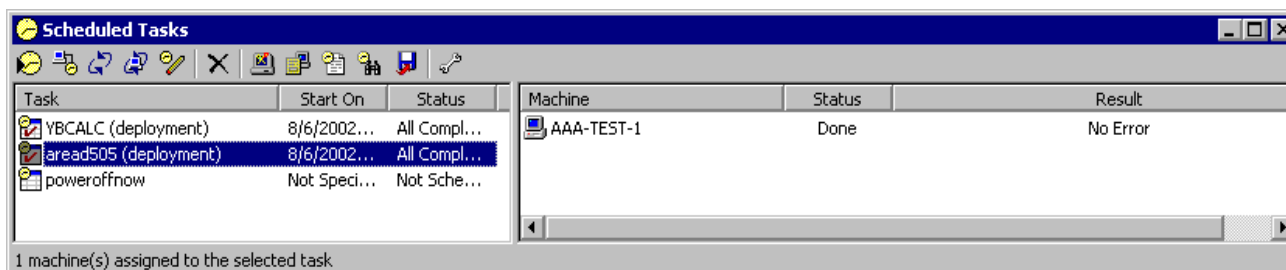 Scheduled Tasks
Task Start On Status Machine Status Result
YBCALC (deployment) 8/6/2002... All Compl... AAA-TEST-1 Done No Error
aread505 (deployment) 8/6/2002... All Compl...
poweroffnow Not Speci... Not Sche...
1 machine(s) assigned to the selected task